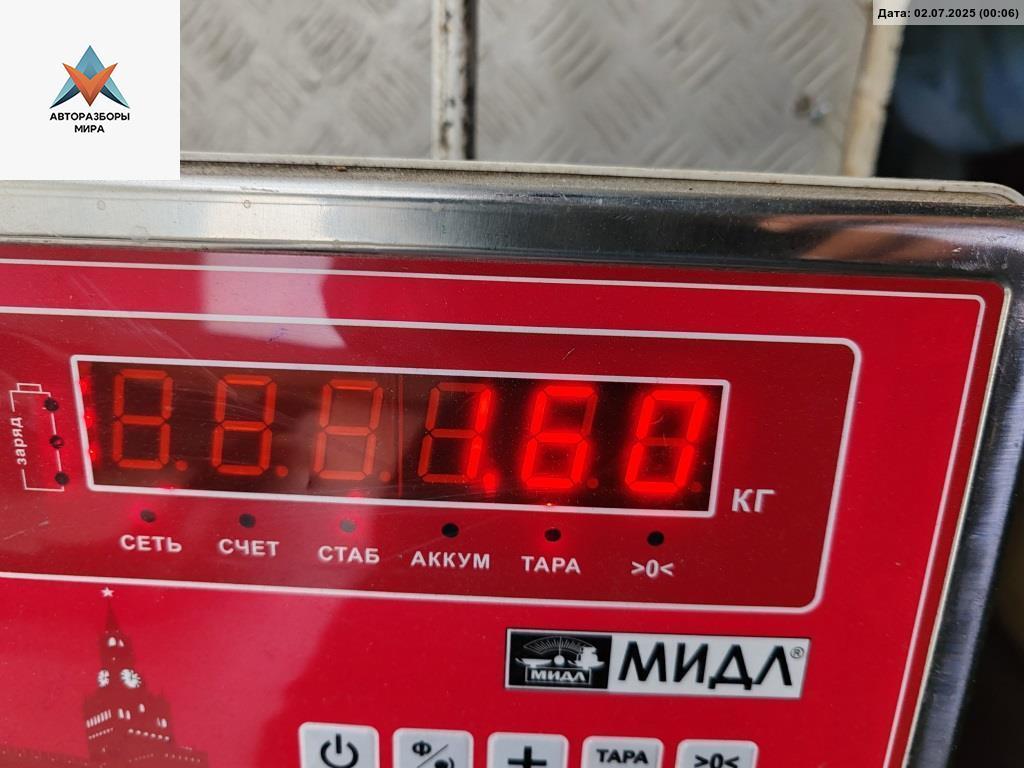 Дата: 02.07.2025 (00:06)
АВТОРАЗБОРЫ
МИРА
заряд
1.60
КГ
СЕТЬ
СЧЕТ
СТАБ
АККУМ
ТАРА
>0<
МИДЛ
МИДЛ®
Ф
ТАРА
>0<